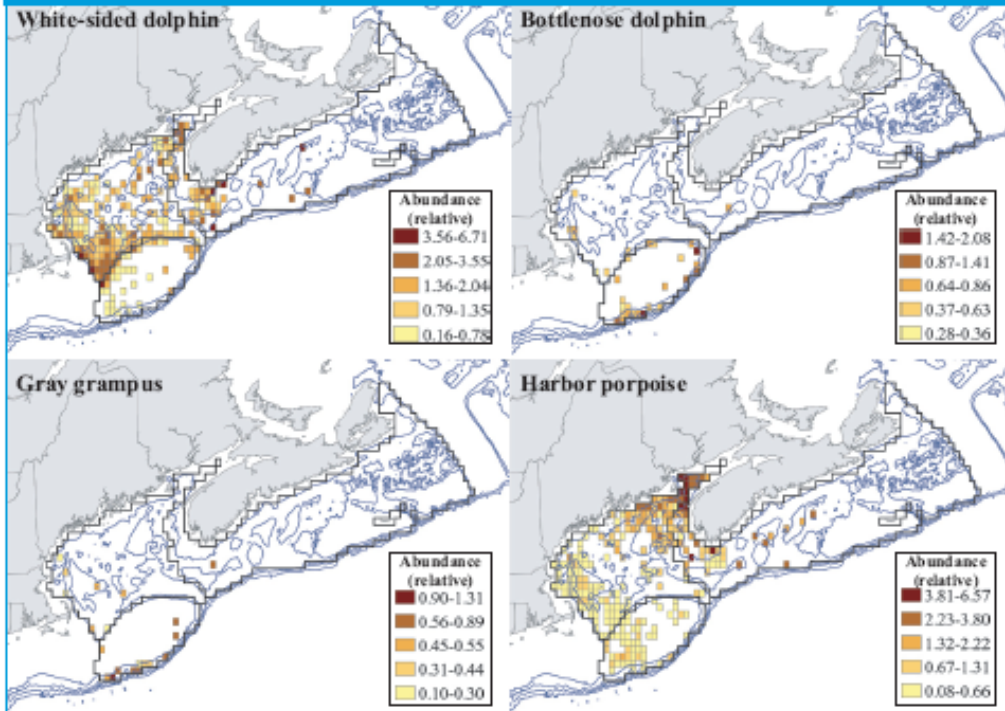 White-sided dolphin
Abundance
(relative)
3.56-6.71
2.05-3.55
1.36-2.04
0.79-1.35
0.16-0.78
Bottlenose dolphin
Abundance
(relative)
1.42-2.08
0.87-1.41
0.64-0.86
0.37-0.63
0.28-0.36
Gray grampus
Abundance
(relative)
0.90-1.31
0.56-0.89
0.45-0.55
0.31-0.44
0.10-0.30
Harbor porpoise
Abundance
(relative)
3.81-6.57
2.23-3.80
1.32-2.22
0.67-1.31
0.08-0.66